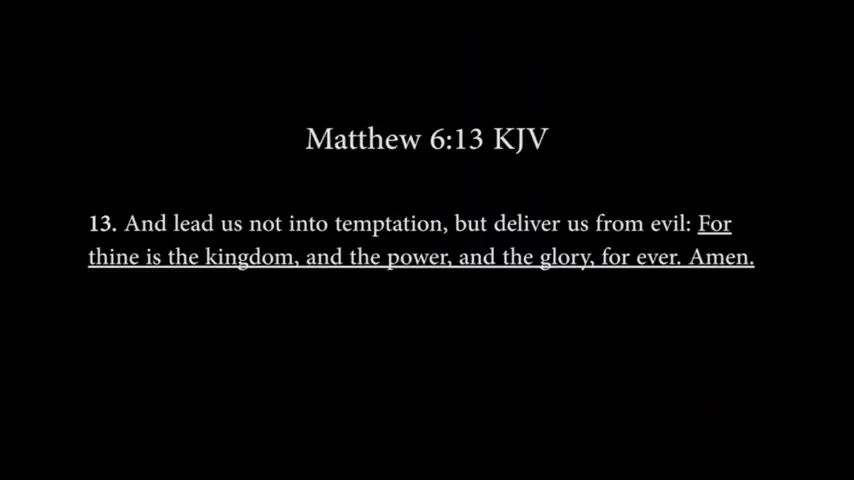 Matthew 6:13 KJV
13. And lead us not into temptation, but deliver us from evil: For
thine is the kingdom, and the power, and the glory, for ever. Amen.